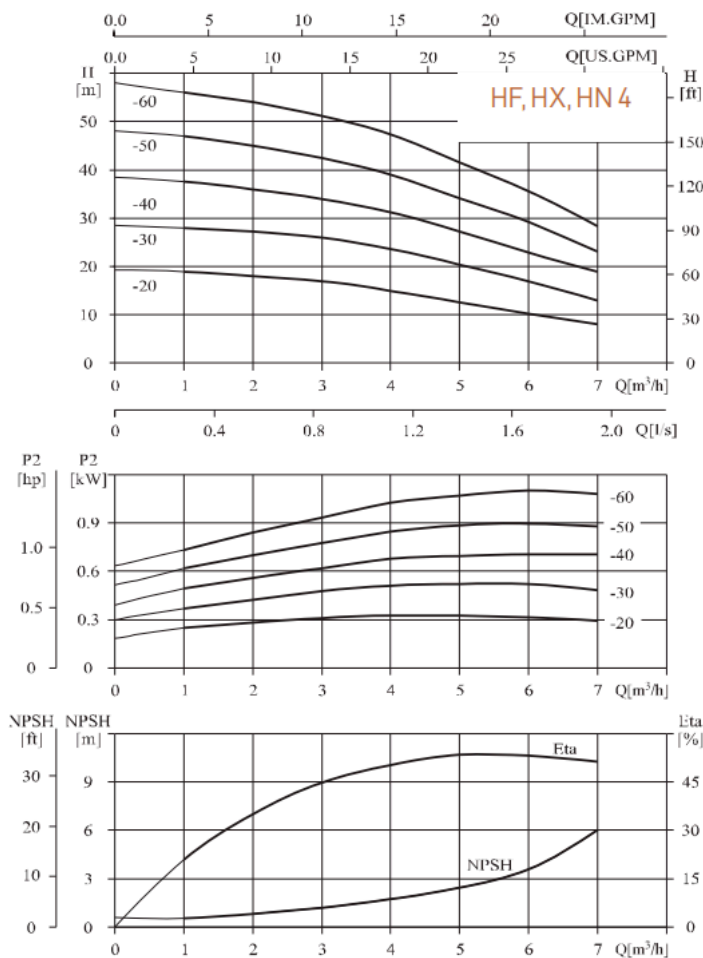 0.0 5 10 15 20 Q[IM.GPM]
0.0 5 10 15 20 25 Q[US.GPM]
H
[m]
H
[ft]
HF, HX, HN 4
-60
-50
-40
-30
-20
50
40
30
20
10
0
150
120
90
60
30
0
0 1 2 3 4 5 6 7 Q[m³/h]
0 0.4 0.8 1.2 1.6 2.0 Q[l/s]
P2
[hp]
P2
[kW]
1.0
0.5
0
0.9
0.6
0.3
0
-60
-50
-40
-30
-20
0 1 2 3 4 5 6 7 Q[m³/h]
NPSH
[ft]
NPSH
[m]
Eta
[%]
30
20
10
0
9
6
3
0
Eta
NPSH
45
30
15
0
0 1 2 3 4 5 6 7 Q[m³/h]